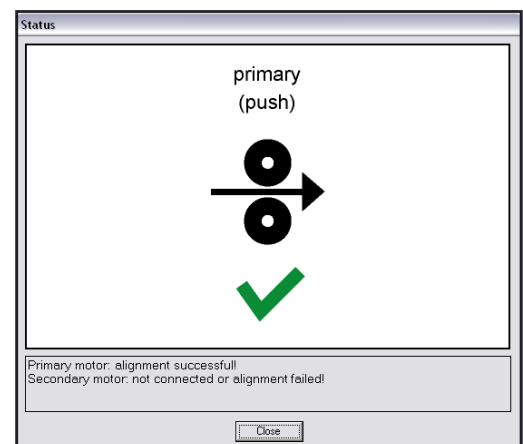 Status
primary
(push)
Primary motor: alignment successful!
Secondary motor: not connected or alignment failed!
Close